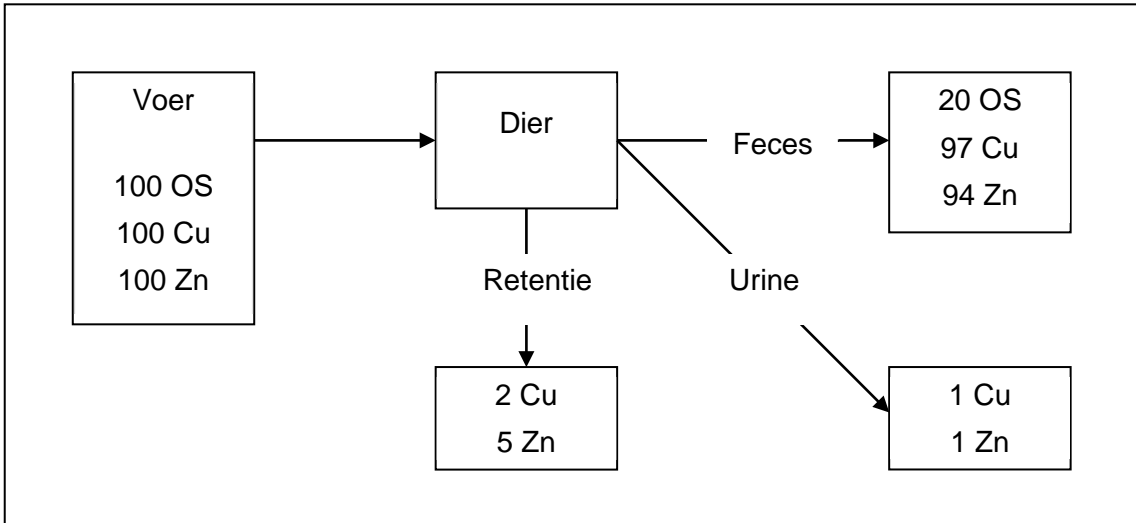 Voer
100 OS
100 Cu
100 Zn
Dier
Feces
20 OS
97 Cu
94 Zn
Retentie
Urine
2 Cu
5 Zn
1 Cu
1 Zn